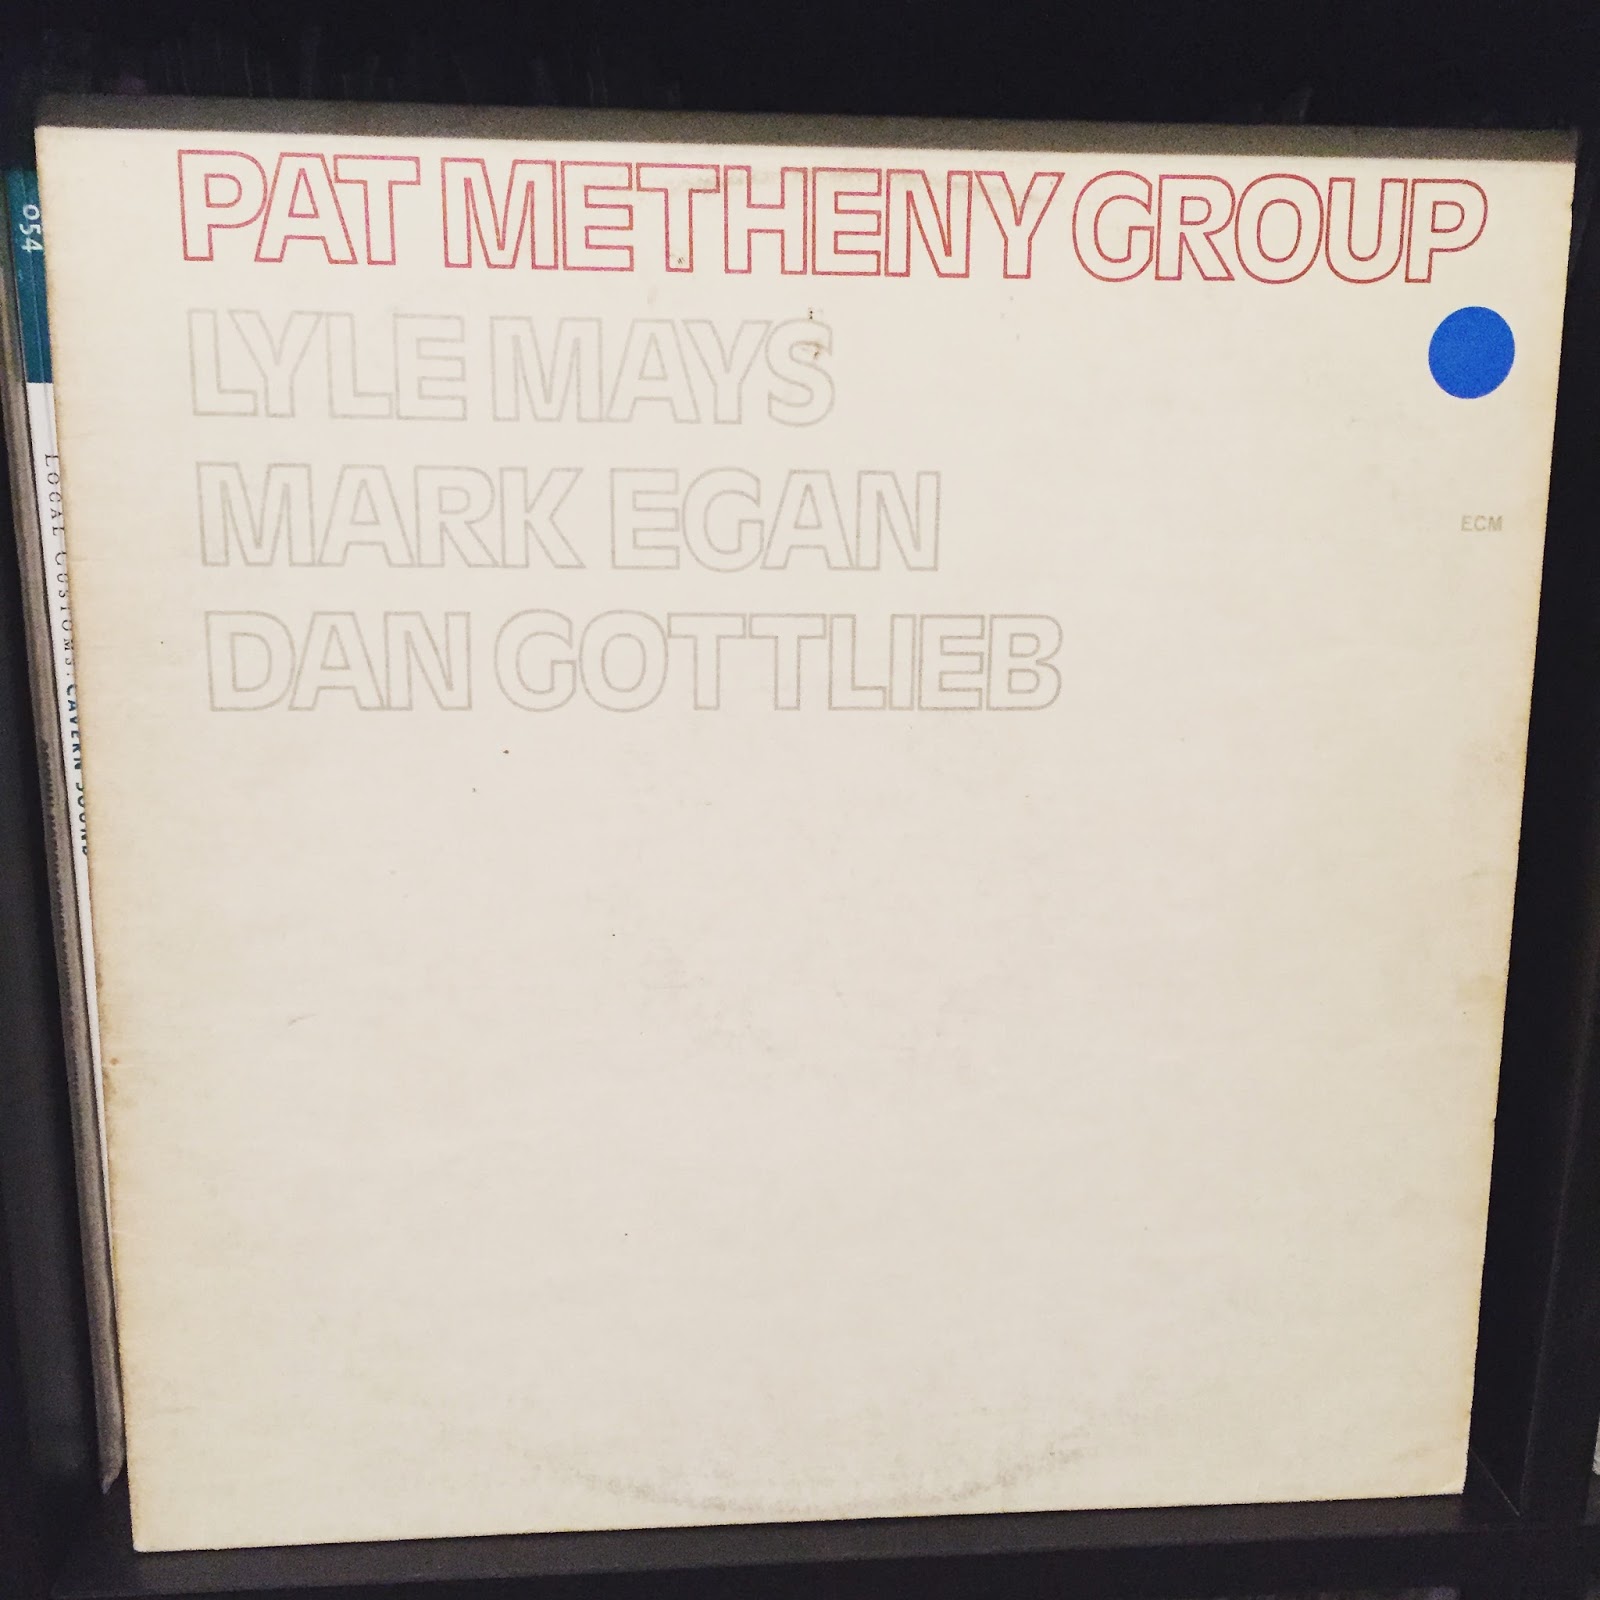 PAT METHENY GROUP
LYLE MAYS
MARK EGAN
DAN GOTTLIEB
ECM
054
LOCAL CUSTOMS: CAVERN SOUND